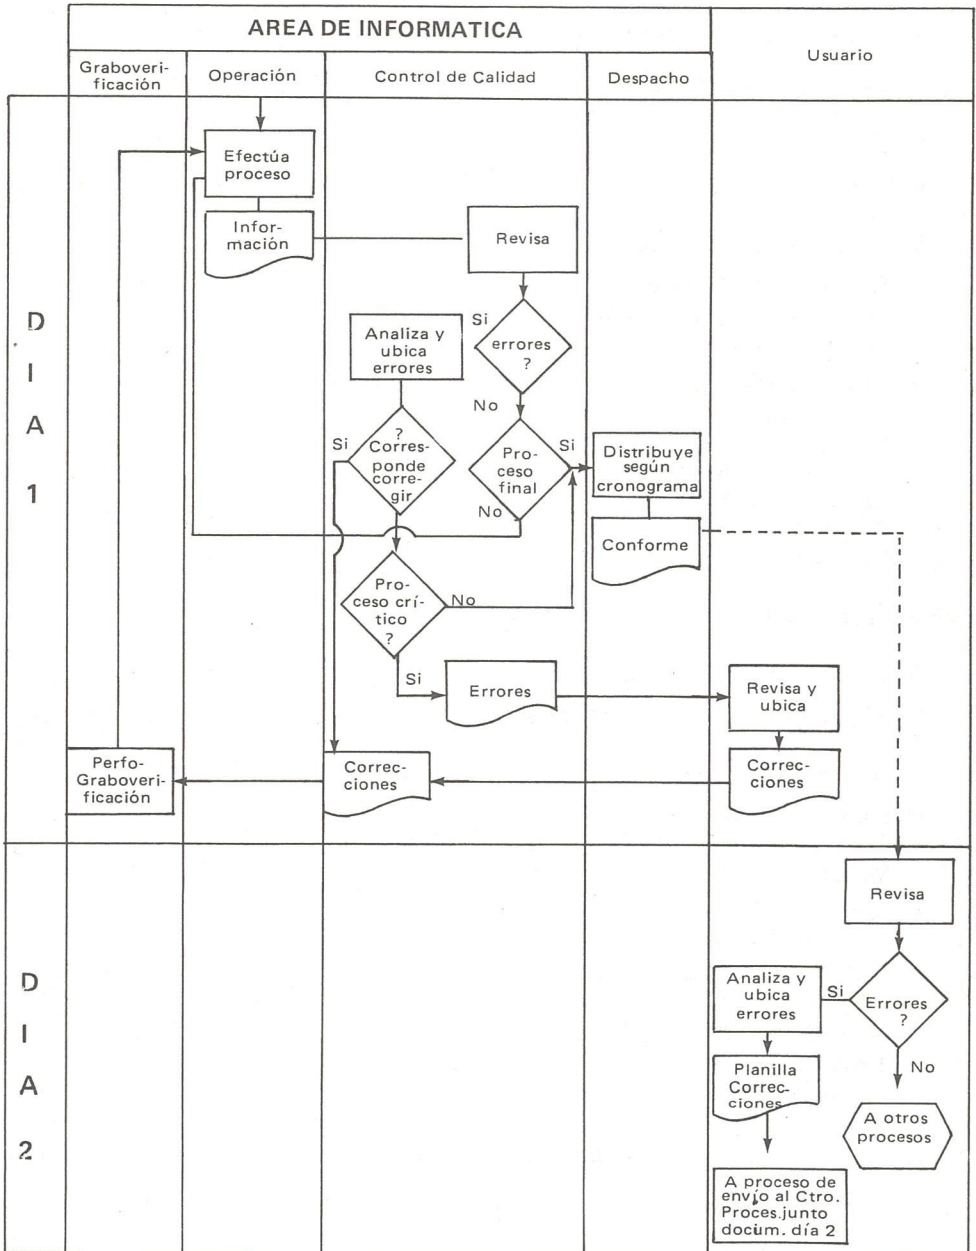 AREA DE INFORMATICA
Usuario
Graboveri-
ficación
Operación
Control de Calidad
Despacho
D
I
A
1
Efectúa
proceso
Infor-
mación
Revisa
Si
errores
?
No
Analiza y
ubica
errores
Si
?
Corres-
ponde
corre-
gir
Pro-
ceso
final
Si
No
Distribuye
según
cronograma
Conforme
Pro-
ceso crí-
tico
?
No
Si
Errores
Revisa y
ubica
Correc-
ciones
Correc-
ciones
Perfo-
Graboveri-
ficación
D
I
A
2
Revisa
Errores
?
Si
No
Analiza y
ubica
errores
Planilla
Correc-
ciones
A otros
procesos
A proceso de
envío al Ctro.
Proces.junto
docum. día 2